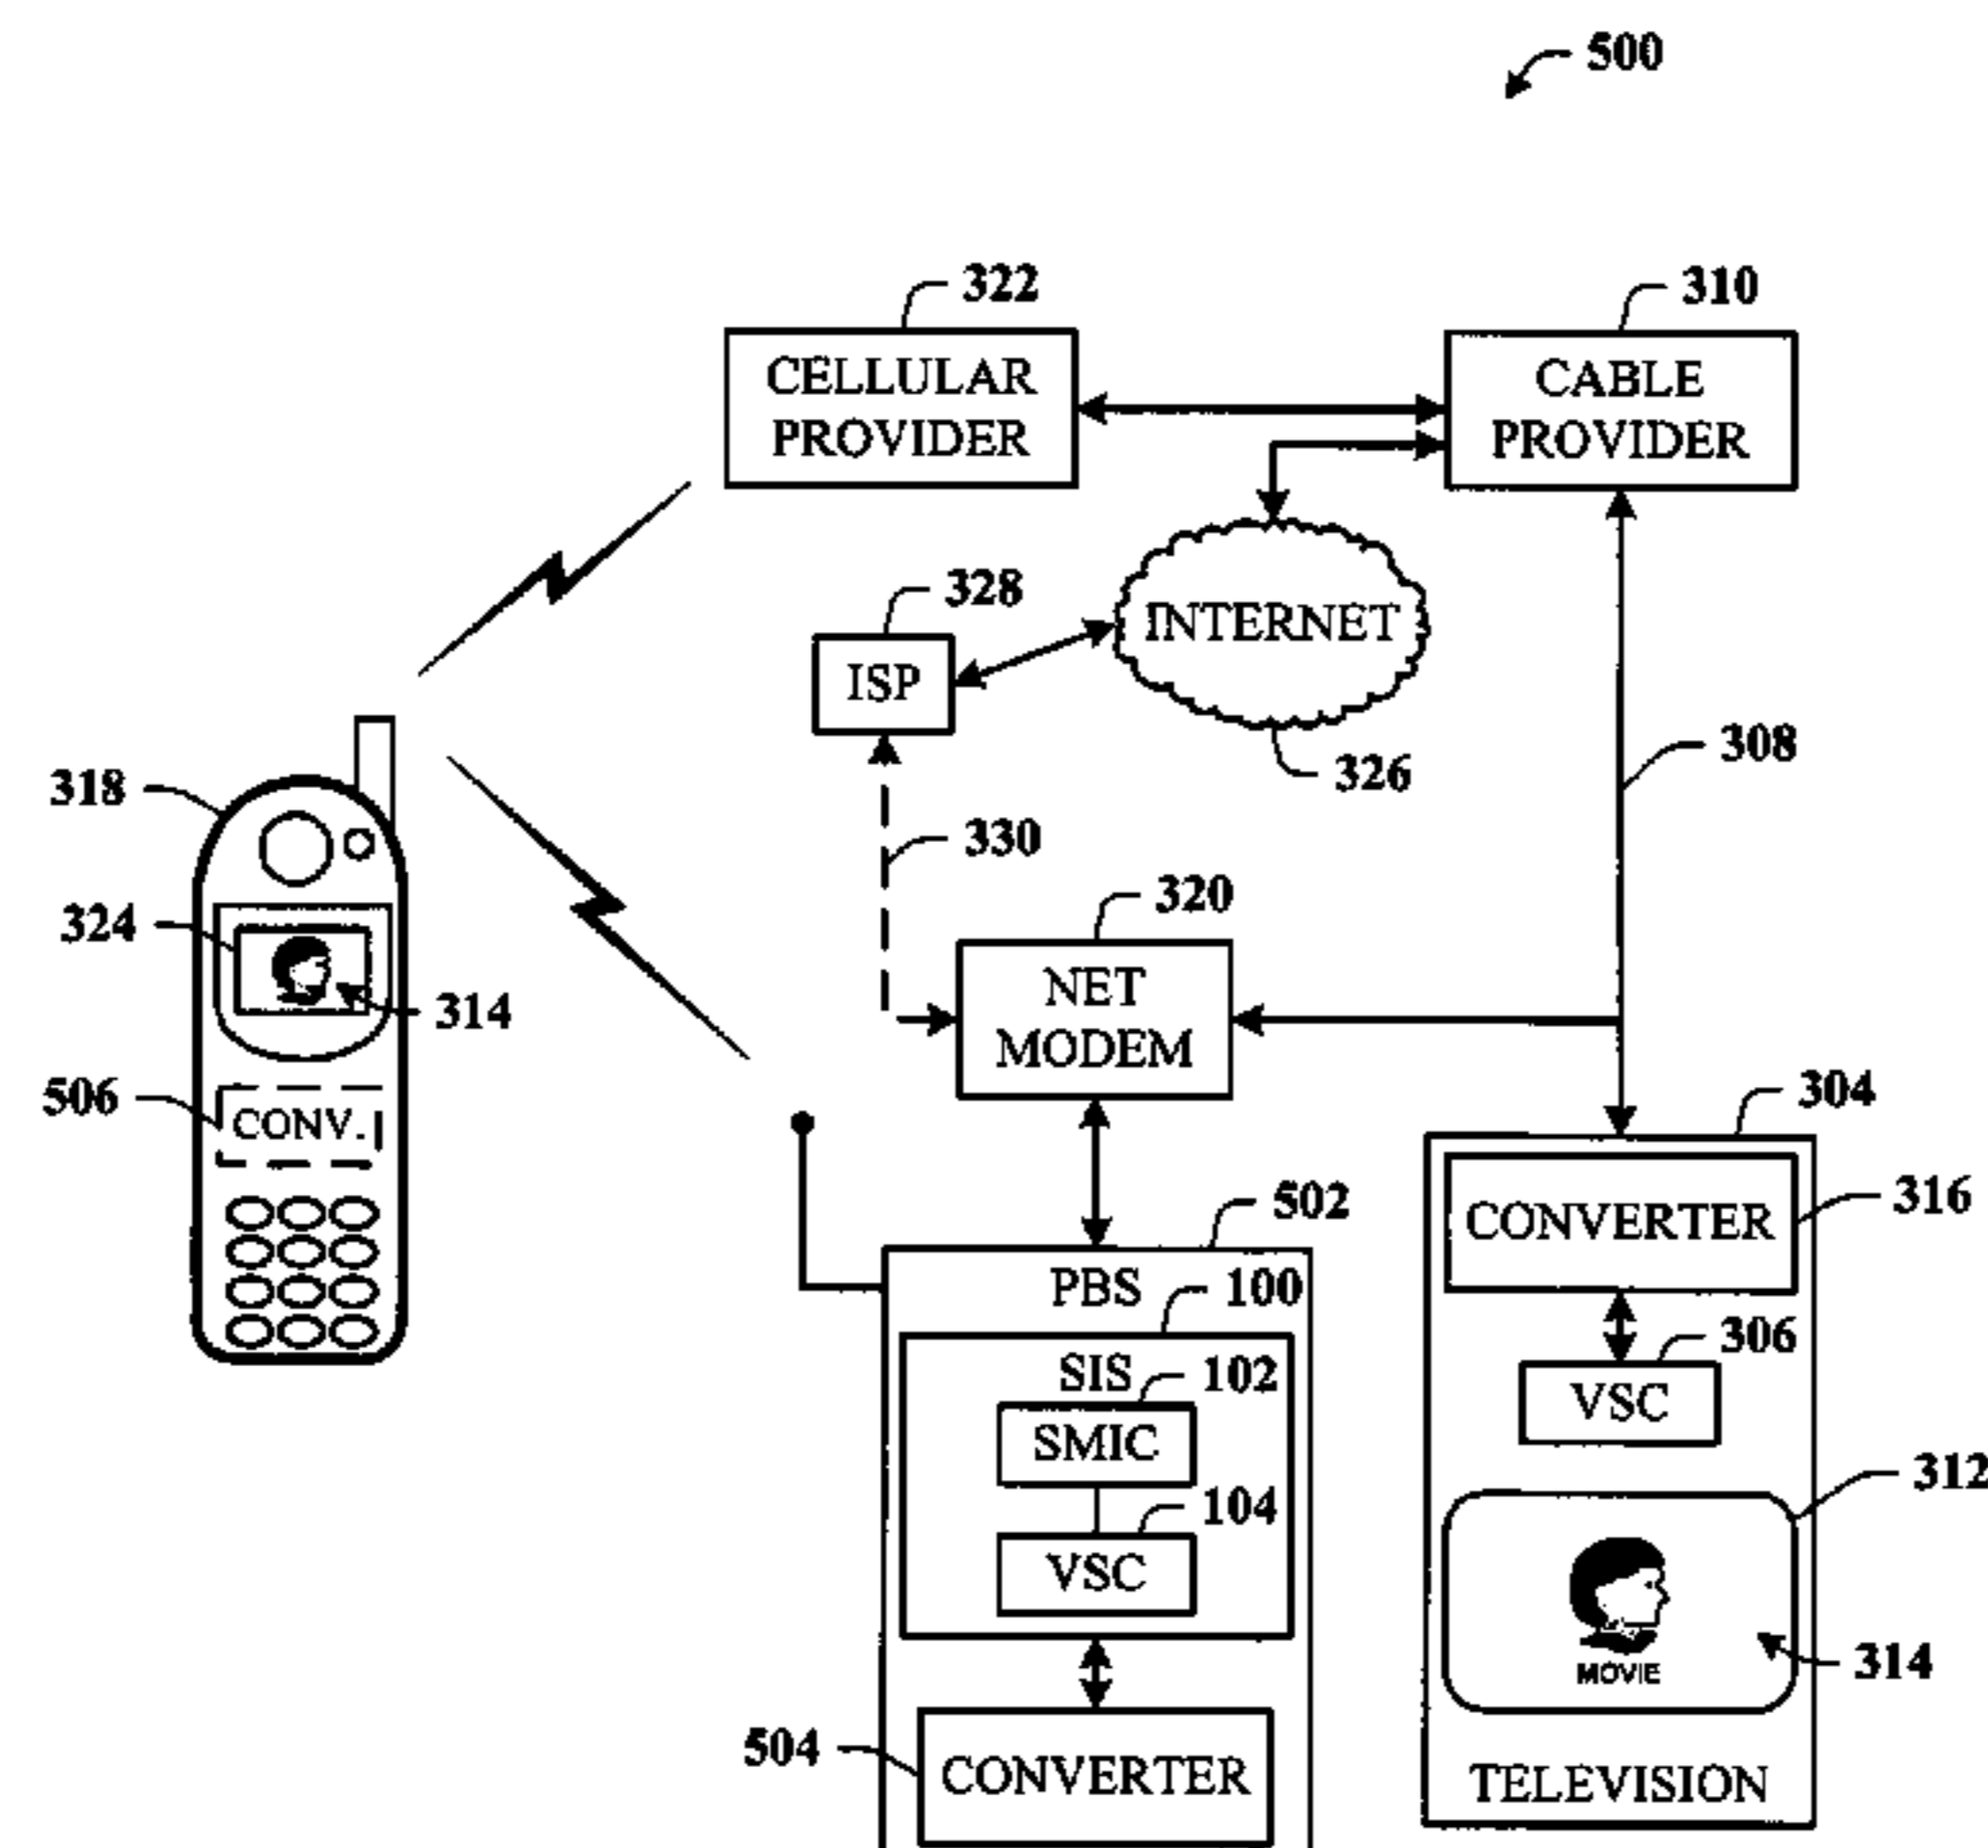 500
322
310
CELLULAR
PROVIDER
CABLE
PROVIDER
328
INTERNET
ISP
308
326
318
330
320
324
NET
MODEM
314
506
CONV.
304
502
316
CONVERTER
PBS
100
306
SIS
102
VSC
SMIC
312
104
VSC
MOVIE
314
504
CONVERTER
TELEVISION